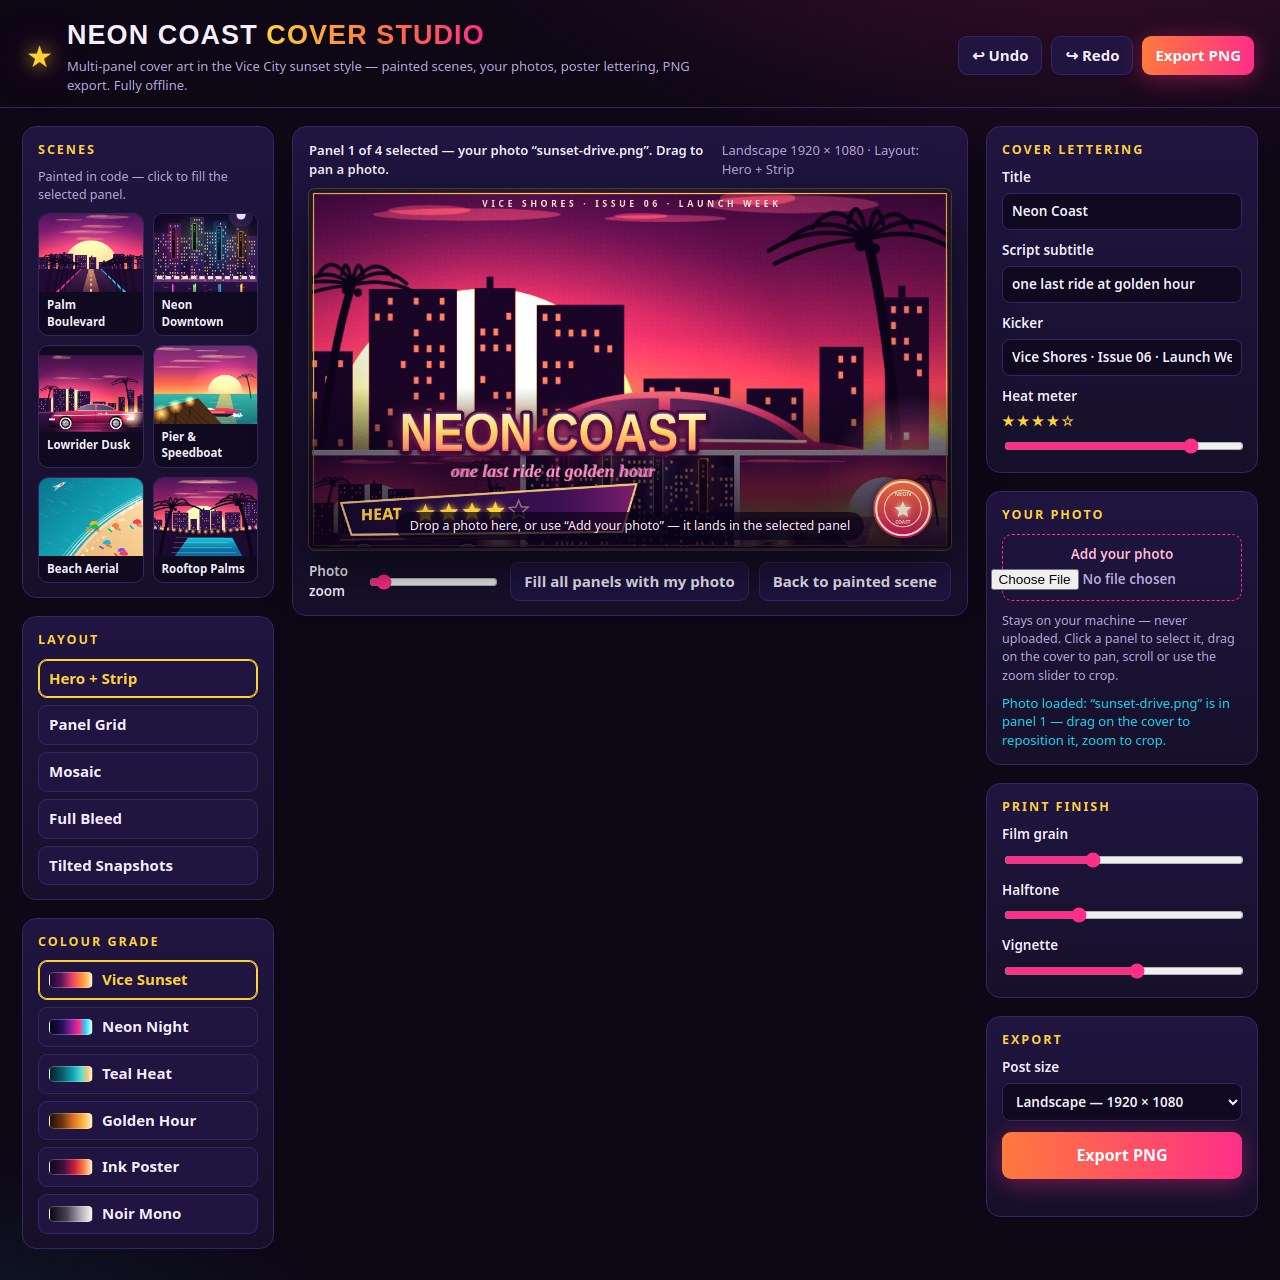 NEON COAST COVER STUDIO
Multi-panel cover art in the Vice City sunset style — painted scenes, your photos, poster lettering, PNG
export. Fully offline.
↩ Undo
↪ Redo
Export PNG
SCENES
Painted in code — click to fill the
selected panel.
Palm
Boulevard
Neon
Downtown
Lowrider Dusk
Pier &
Speedboat
Beach Aerial
Rooftop Palms
LAYOUT
Hero + Strip
Panel Grid
Mosaic
Full Bleed
Tilted Snapshots
COLOUR GRADE
Vice Sunset
Neon Night
Teal Heat
Golden Hour
Ink Poster
Noir Mono
Panel 1 of 4 selected — your photo “sunset-drive.png”. Drag to
pan a photo.
Landscape 1920 × 1080 · Layout:
Hero + Strip
VICE SHORES · ISSUE 06 · LAUNCH WEEK
NEON COAST
one last ride at golden hour
HEAT ★★★★☆
NEON
COAST
Drop a photo here, or use “Add your photo” — it lands in the selected panel
Photo
zoom
Fill all panels with my photo
Back to painted scene
COVER LETTERING
Title
Neon Coast
Script subtitle
one last ride at golden hour
Kicker
Vice Shores · Issue 06 · Launch We
Heat meter
★★★★☆
YOUR PHOTO
Add your photo
Choose File No file chosen
Stays on your machine — never
uploaded. Click a panel to select it, drag
on the cover to pan, scroll or use the
zoom slider to crop.
Photo loaded: “sunset-drive.png” is in
panel 1 — drag on the cover to
reposition it, zoom to crop.
PRINT FINISH
Film grain
Halftone
Vignette
EXPORT
Post size
Landscape — 1920 × 1080
Export PNG